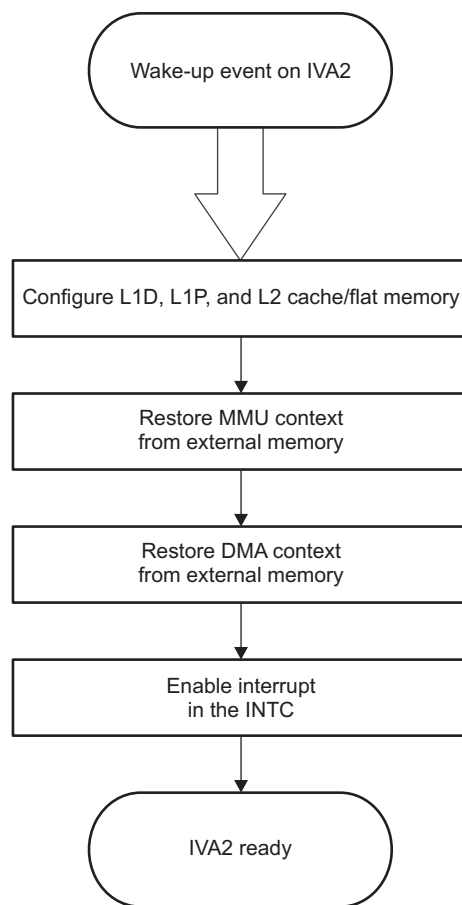 Wake-up event on IVA2
Configure L1D, L1P, and L2 cache/flat memory
Restore MMU context
from external memory
Restore DMA context
from external memory
Enable interrupt
in the INTC
IVA2 ready